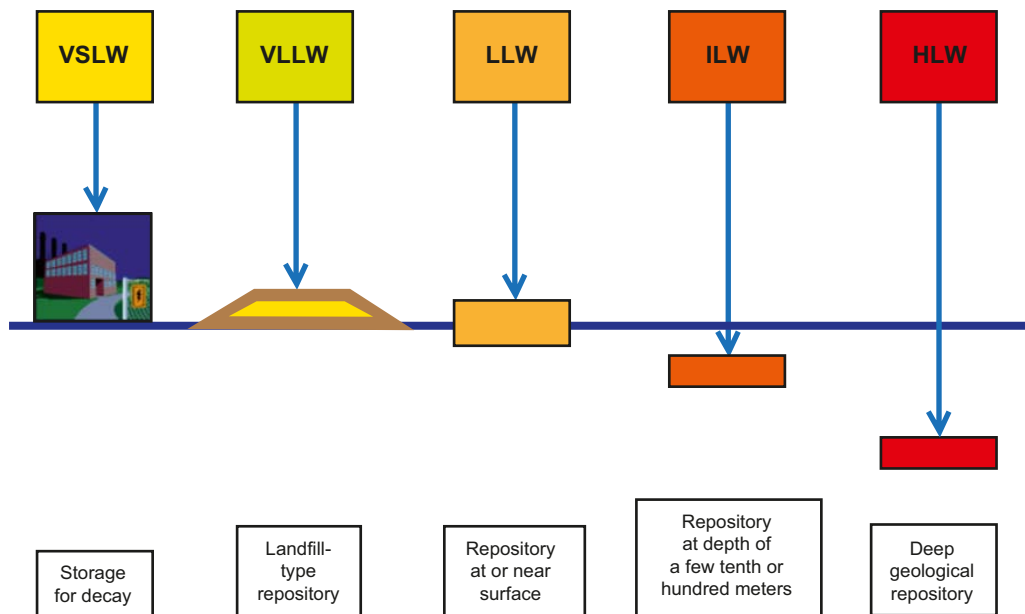 VSLW
VLLW
LLW
ILW
HLW
Storage
for decay
Landfill-
type
repository
Repository
at or near
surface
Repository
at depth of
a few tenth or
hundred meters
Deep
geological
repository